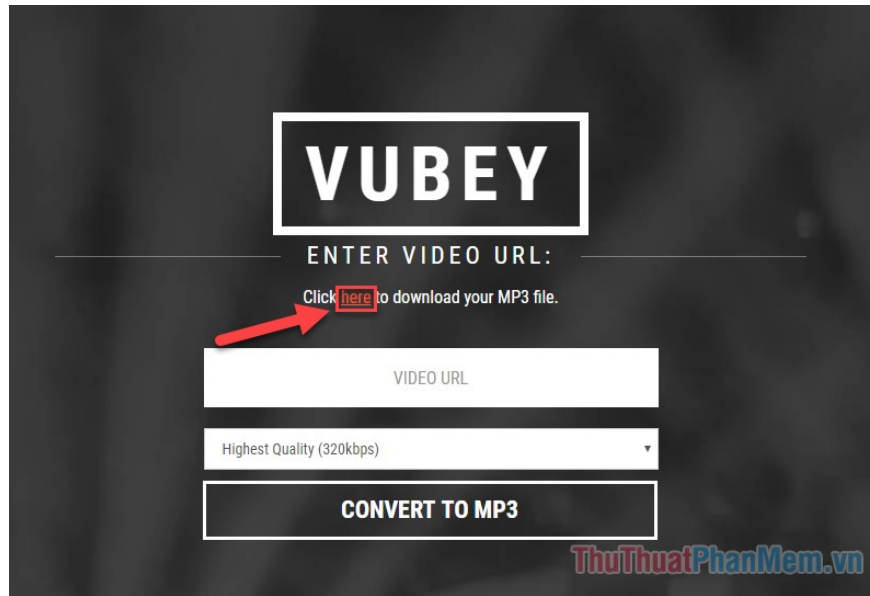 VUBEY
ENTER VIDEO URL:
Click here to download your MP3 file.
VIDEO URL
Highest Quality (320kbps)
CONVERT TO MP3
ThuThuatPhanMem.vn